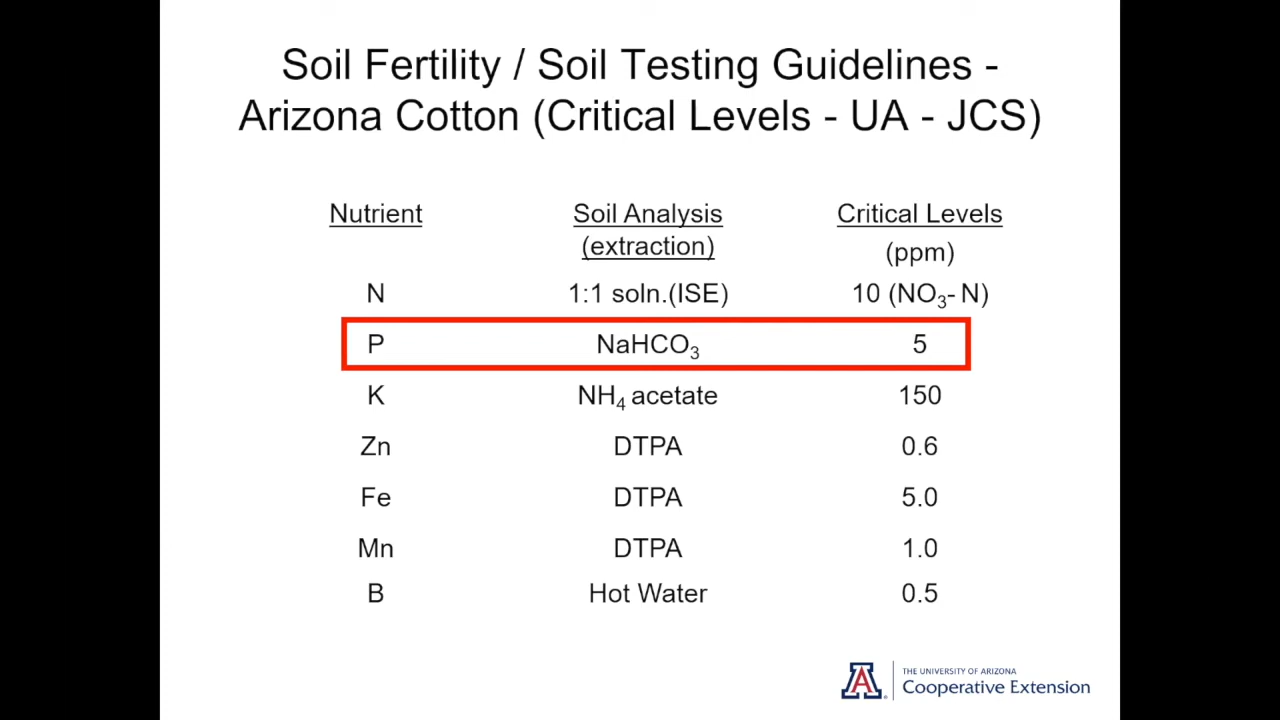 Soil Fertility / Soil Testing Guidelines -
Arizona Cotton (Critical Levels - UA - JCS)
Nutrient Soil Analysis (extraction) Critical Levels (ppm)
N 1:1 soln.(ISE) 10 (NO₃- N)
P NaHCO₃ 5
K NH₄ acetate 150
Zn DTPA 0.6
Fe DTPA 5.0
Mn DTPA 1.0
B Hot Water 0.5
A
THE UNIVERSITY OF ARIZONA
Cooperative Extension